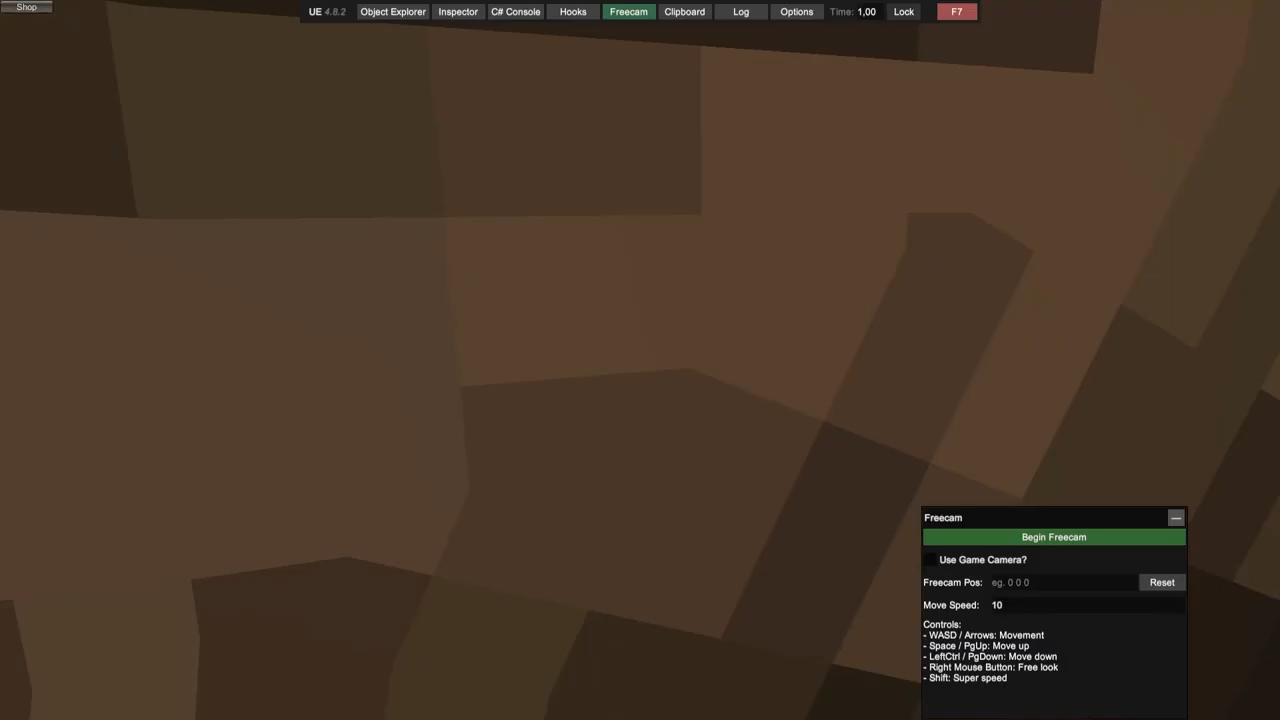 Shop
UE 4.8.2 Object Explorer Inspector C# Console Hooks Freecam Clipboard Log Options Time: 1,00 Lock F7
Freecam —
Begin Freecam
Use Game Camera?
Freecam Pos: eg. 0 0 0 Reset
Move Speed: 10
Controls:
- WASD / Arrows: Movement
- Space / PgUp: Move up
- LeftCtrl / PgDown: Move down
- Right Mouse Button: Free look
- Shift: Super speed